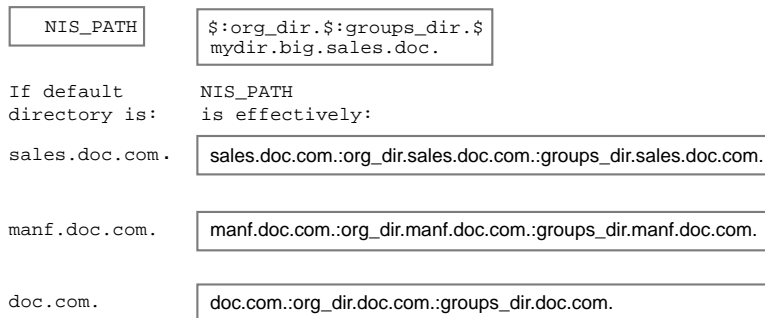 NIS_PATH
$:org_dir.$:groups_dir.$
mydir.big.sales.doc.
If default NIS_PATH
directory is: is effectively:
sales.doc.com. sales.doc.com.:org_dir.sales.doc.com.:groups_dir.sales.doc.com.
manf.doc.com. manf.doc.com.:org_dir.manf.doc.com.:groups_dir.manf.doc.com.
doc.com. doc.com.:org_dir.doc.com.:groups_dir.doc.com.